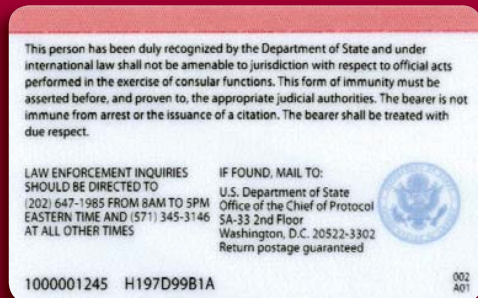 This person has been duly recognized by the Department of State and under
international law shall not be amenable to jurisdiction with respect to official acts
performed in the exercise of consular functions. This form of immunity must be
asserted before, and proven to, the appropriate judicial authorities. The bearer is not
immune from arrest or the issuance of a citation. The bearer shall be treated with
due respect.
LAW ENFORCEMENT INQUIRIES
SHOULD BE DIRECTED TO
(202) 647-1985 FROM 8AM TO 5PM
EASTERN TIME AND (571) 345-3146
AT ALL OTHER TIMES
IF FOUND, MAIL TO:
U.S. Department of State
Office of the Chief of Protocol
SA-33 2nd Floor
Washington, D.C. 20522-3302
Return postage guaranteed
1000001245 H197D99B1A
002
A01